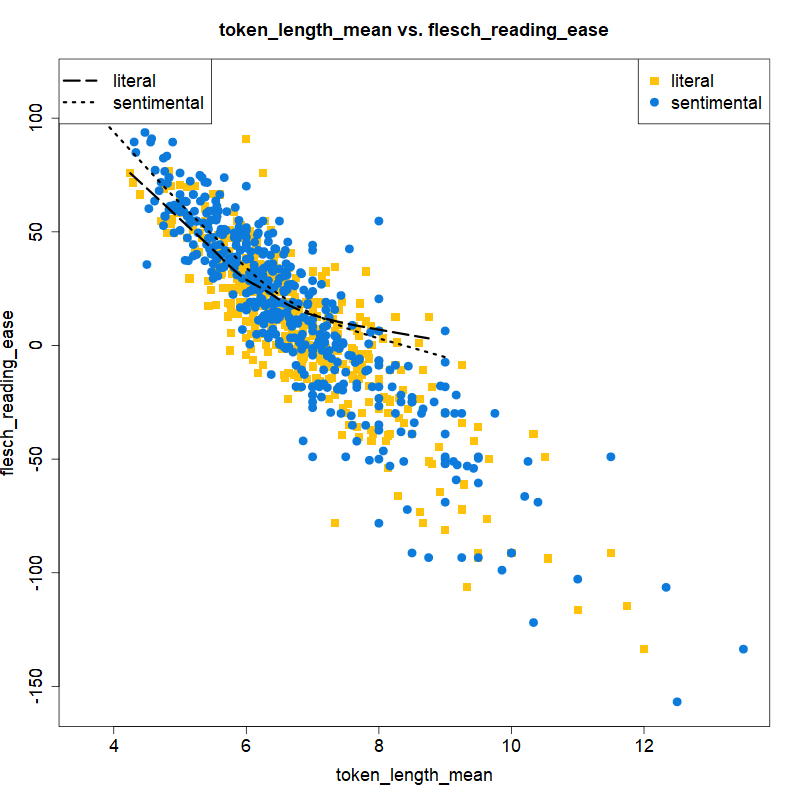 token_length_mean vs. flesch_reading_ease
literal
sentimental
literal
sentimental
100
50
0
-50
-100
-150
flesch_reading_ease
4
6
8
10
12
token_length_mean